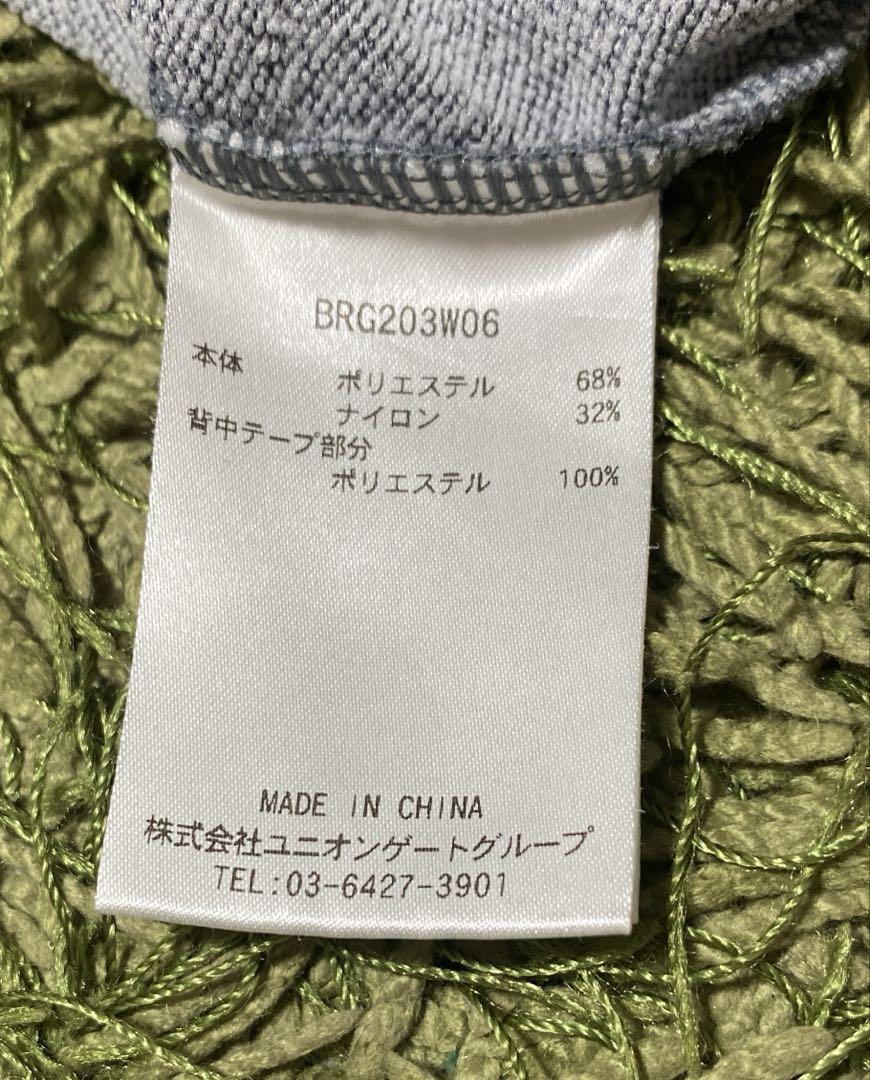 BRG203W06
本体
ポリエステル 68%
ナイロン 32%
背中テープ部分
ポリエステル 100%
MADE IN CHINA
株式会社ユニオンゲートグループ
TEL:03-6427-3901